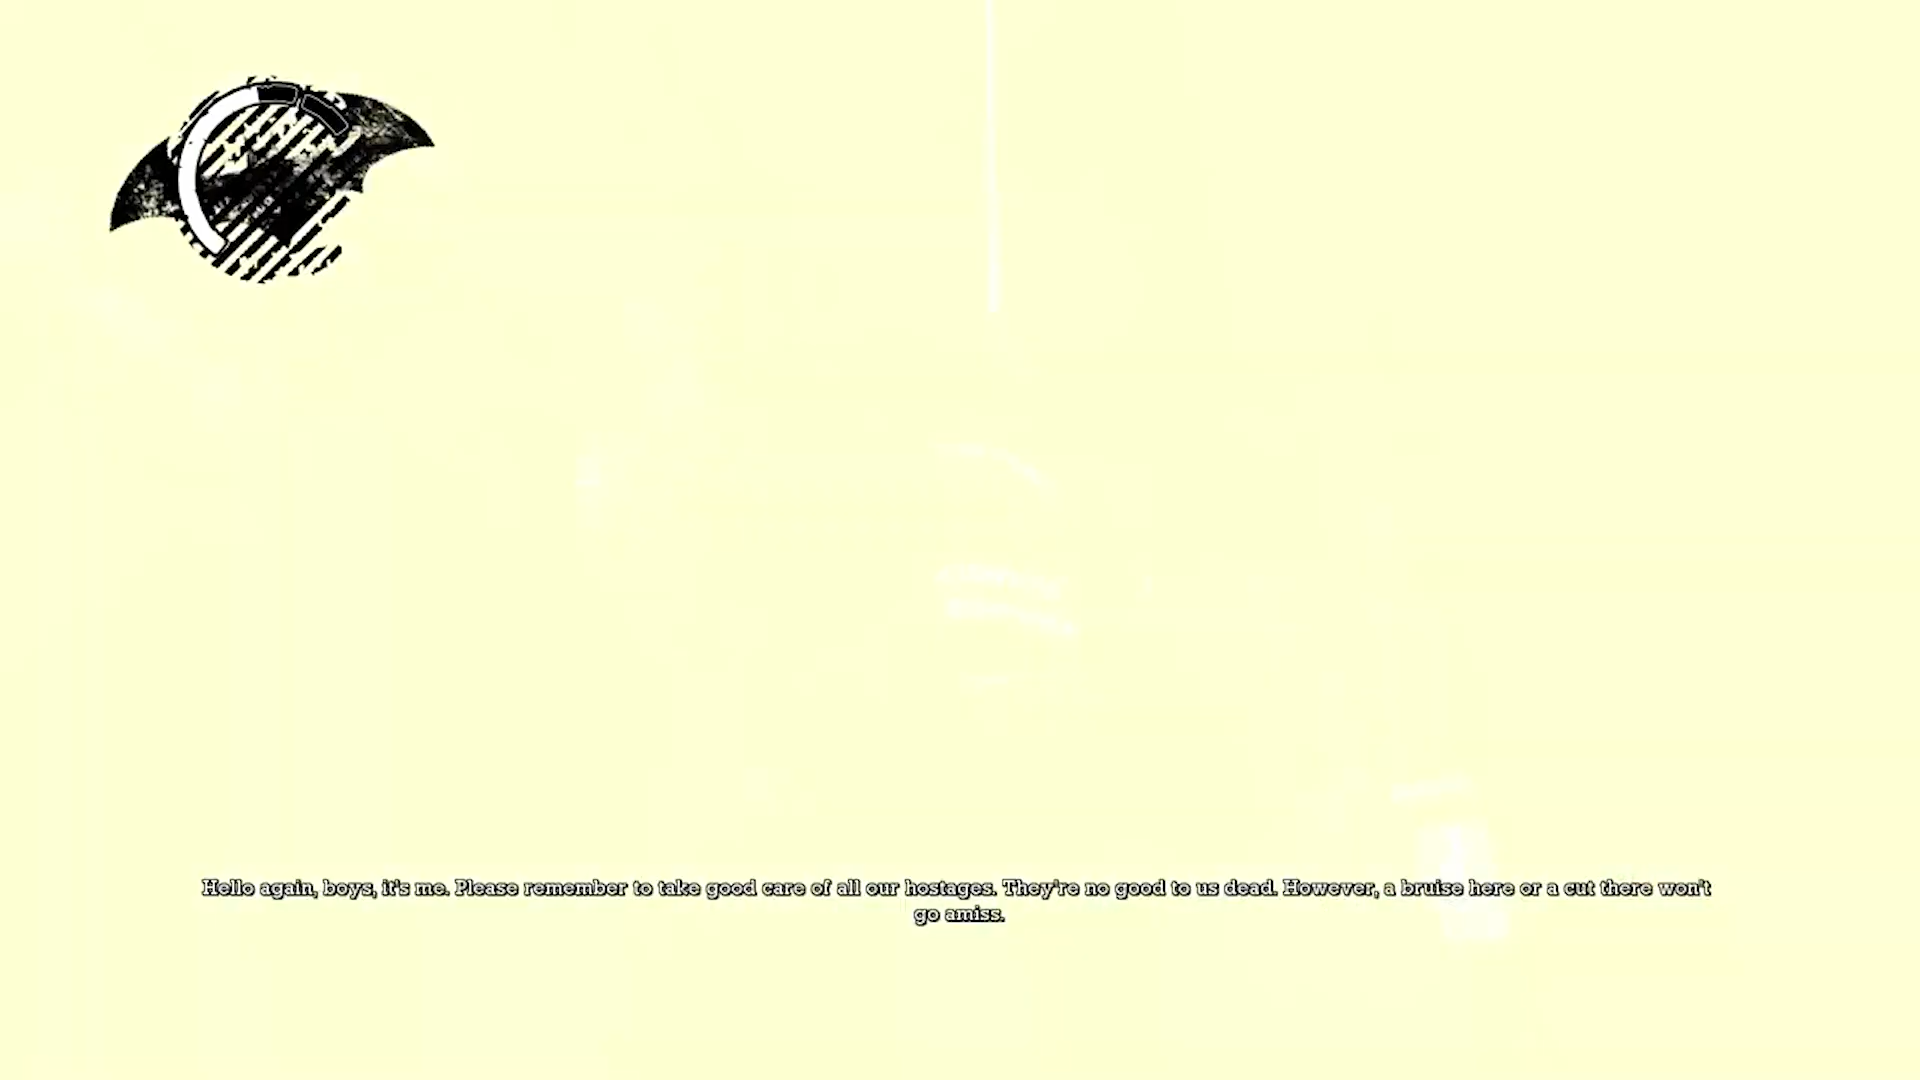 Hello again, boys, it's me. Please remember to take good care of all our hostages. They're no good to us dead. However, a bruise here or a cut there won't
go amiss.